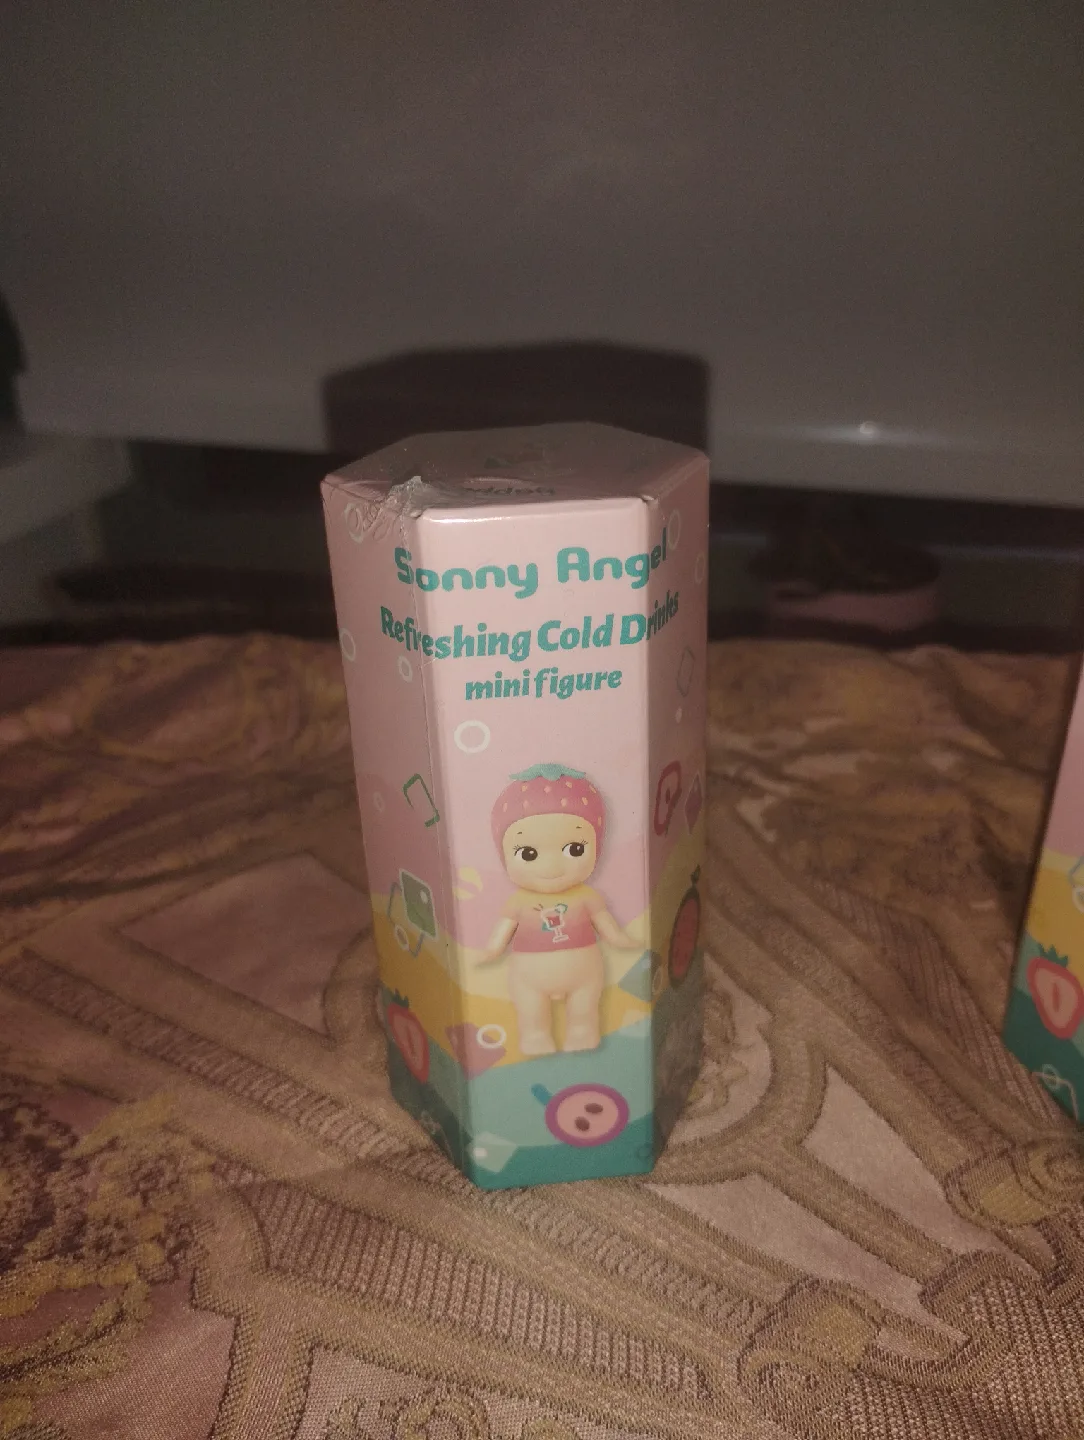 Sonny Angel
Refreshing Cold Drinks
mini figure